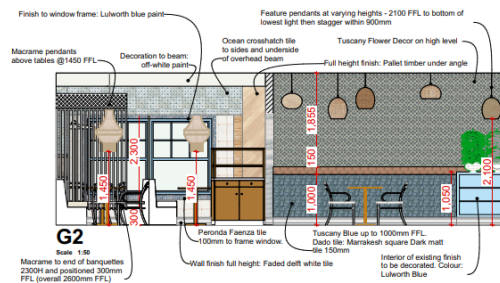 Finish to window frame: Lulworth blue paint
Feature pendants at varying heights - 2100 FFL to bottom of
lowest light then stagger within 900mm
Macrame pendants
above tables @1450 FFL
Decoration to beam:
off-white paint
Ocean crosshatch tile
to sides and underside
of overhead beam
Tuscany Flower Decor on high level
Full height finish: Pallet timber under angle
1,855
150
1,000
2,300
1,450
300
1,450
1,050
2,100
G2
Scale 1:50
Macrame to end of banquettes
2300H and positioned 300mm
FFL (overall 2600mm FFL)
Peronda Faenza tile
100mm to frame window.
Wall finish full height: Faded delft white tile
Tuscany Blue up to 1000mm FFL.
Dado tile: Marrakesh square Dark matt
tile 150mm
Interior of existing finish
to be decorated. Colour:
Lulworth Blue